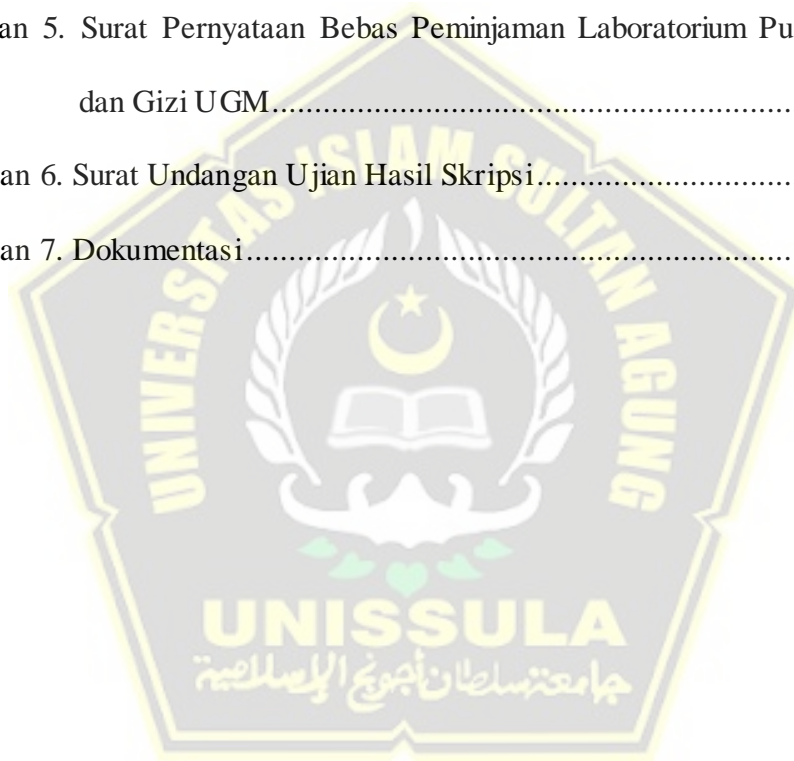 an 5. Surat Pernyataan Bebas Peminjaman Laboratorium Pu
dan Gizi UGM.............................................................
an 6. Surat Undangan Ujian Hasil Skripsi..............................
an 7. Dokumentasi................................................................
UNIVERSITAS ISLAM SULTAN AGUNG
UNISSULA
جامعة سلطان أجونج الإسلامية